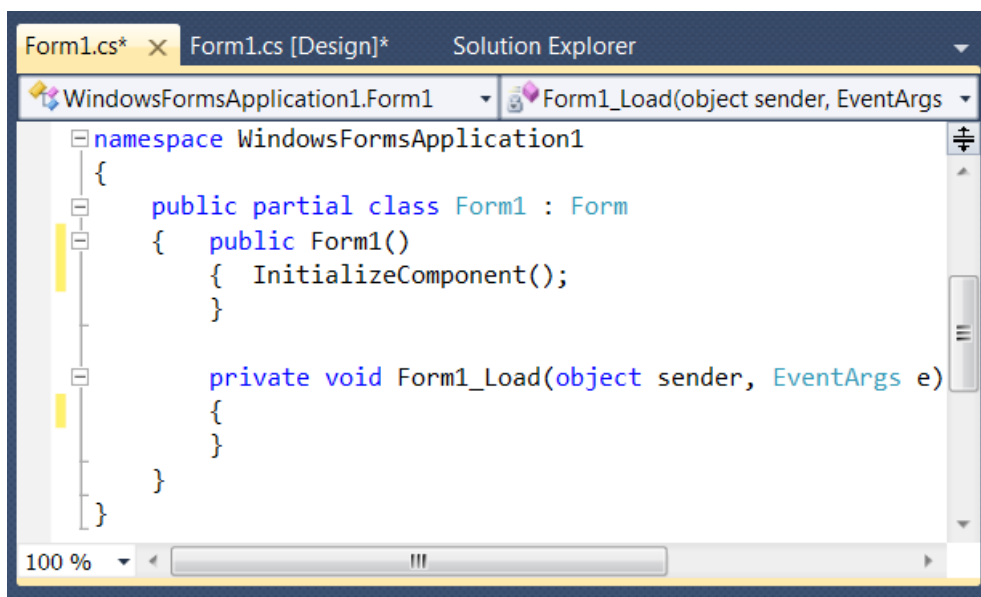 Form1.cs* Form1.cs [Design]* Solution Explorer
WindowsFormsApplication1.Form1 Form1_Load(object sender, EventArgs
namespace WindowsFormsApplication1
{
public partial class Form1 : Form
{ public Form1()
{ InitializeComponent();
}
private void Form1_Load(object sender, EventArgs e)
{
}
}
}
100 %